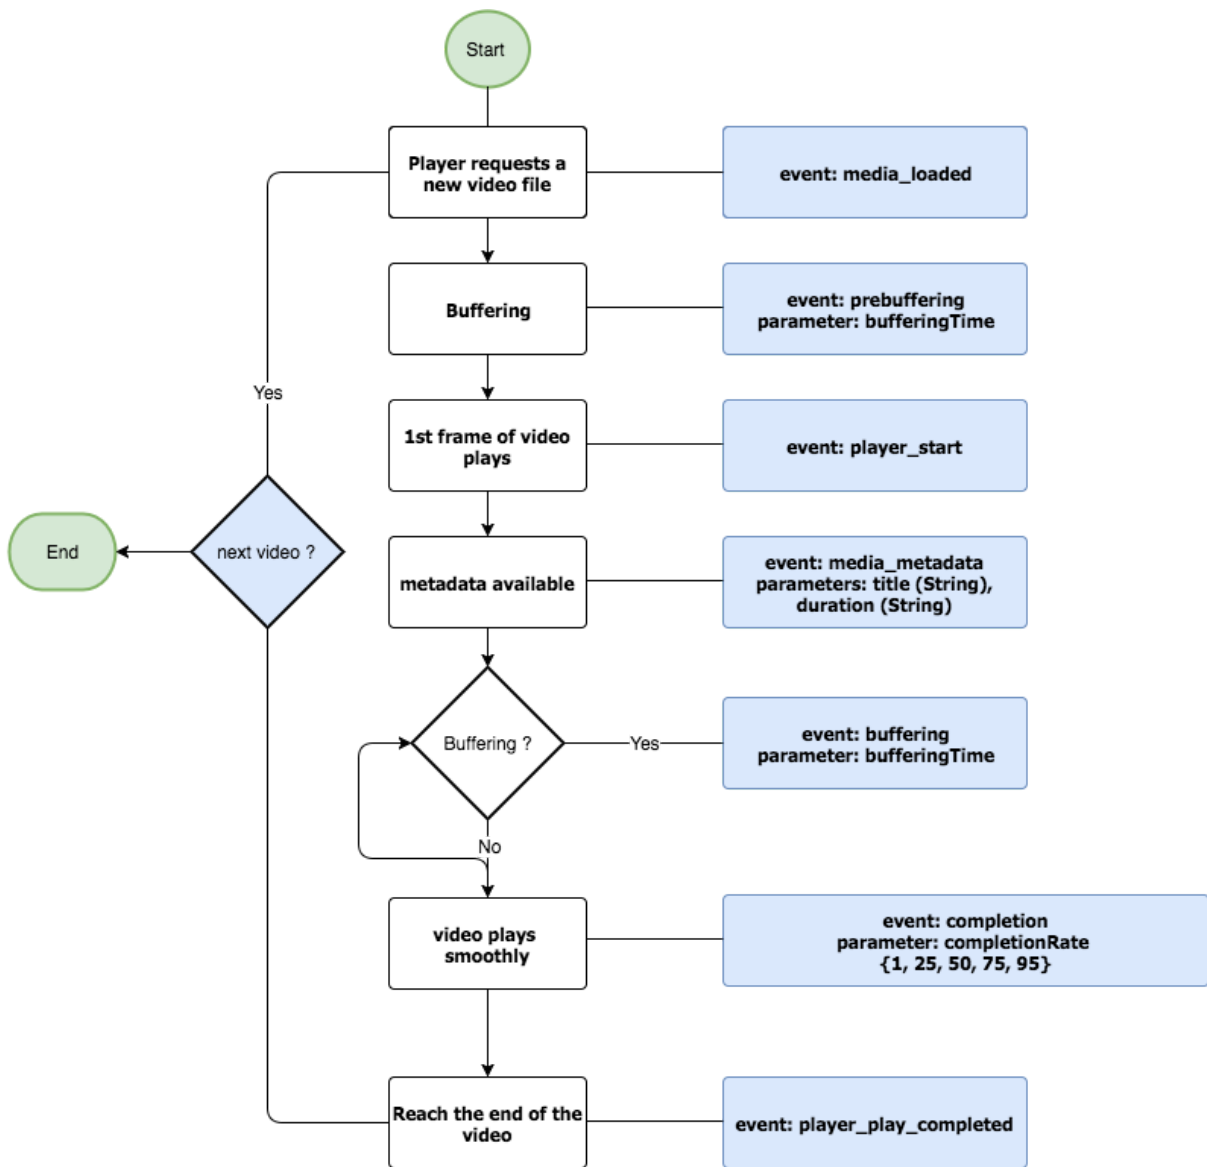 Start
Player requests a
new video file
event: media_loaded
Buffering
event: prebuffering
parameter: bufferingTime
Yes
1st frame of video
plays
event: player_start
End
next video ?
metadata available
event: media_metadata
parameters: title (String),
duration (String)
Buffering ?
Yes
event: buffering
parameter: bufferingTime
No
video plays
smoothly
event: completion
parameter: completionRate
{1, 25, 50, 75, 95}
Reach the end of the
video
event: player_play_completed